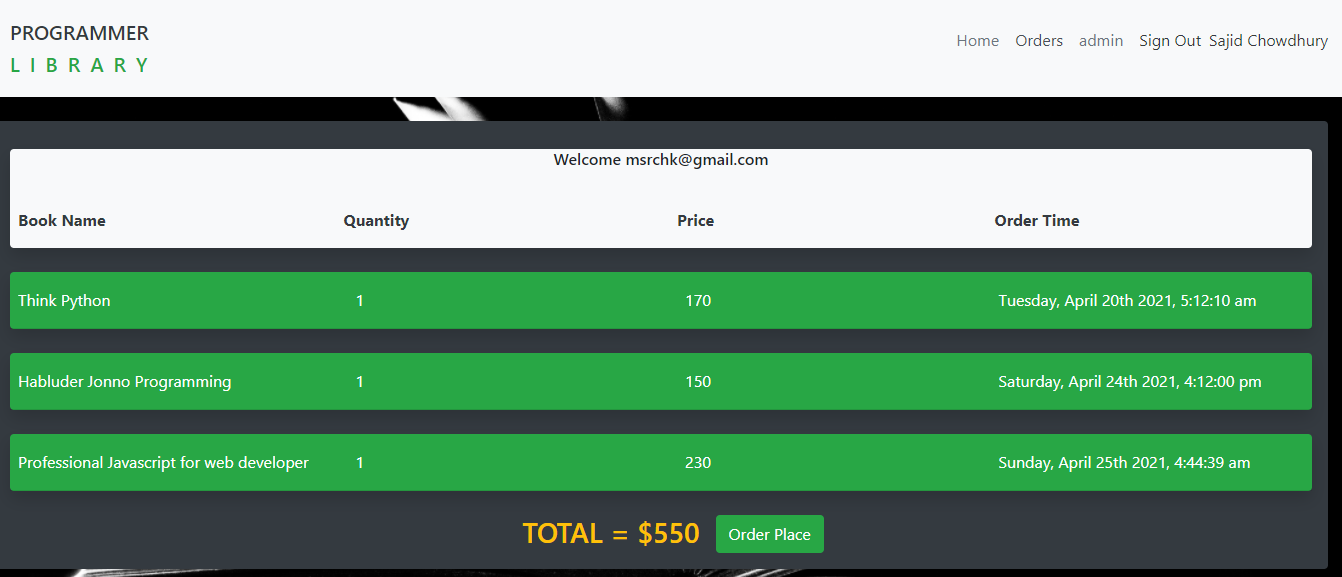 PROGRAMMER
LIBRARY
Home Orders admin Sign Out Sajid Chowdhury
Welcome msrchk@gmail.com
Book Name Quantity Price Order Time
Think Python 1 170 Tuesday, April 20th 2021, 5:12:10 am
Habluder Jonno Programming 1 150 Saturday, April 24th 2021, 4:12:00 pm
Professional Javascript for web developer 1 230 Sunday, April 25th 2021, 4:44:39 am
TOTAL = $550 Order Place